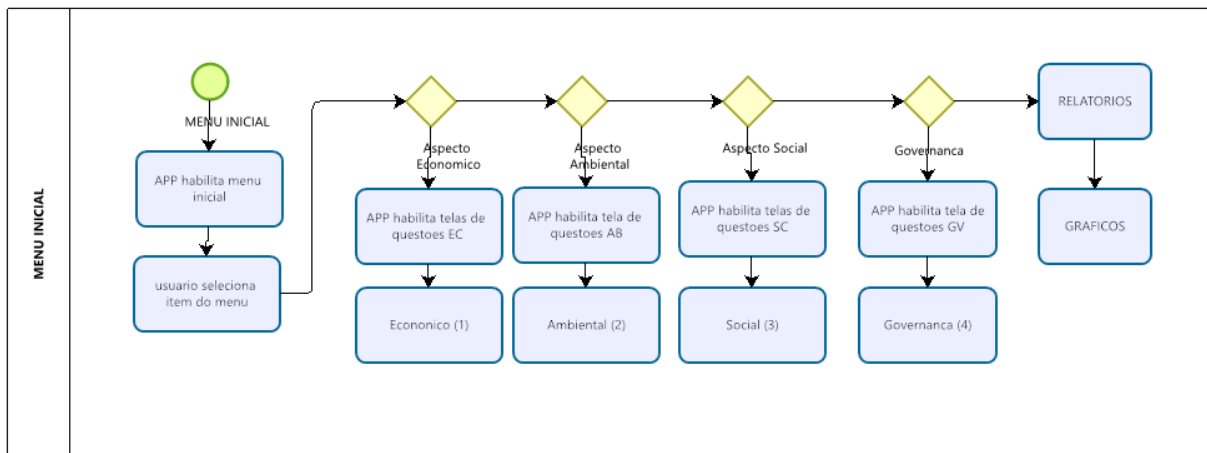 MENU INICIAL
MENU INICIAL
APP habilita menu
inicial
usuario seleciona
item do menu
Aspecto
Economico
APP habilita telas de
questoes EC
Econonico (1)
Aspecto
Ambiental
APP habilita tela de
questoes AB
Ambiental (2)
Aspecto Social
APP habilita telas de
questoes SC
Social (3)
Governanca
APP habilita tela de
questoes GV
Governanca (4)
RELATORIOS
GRAFICOS